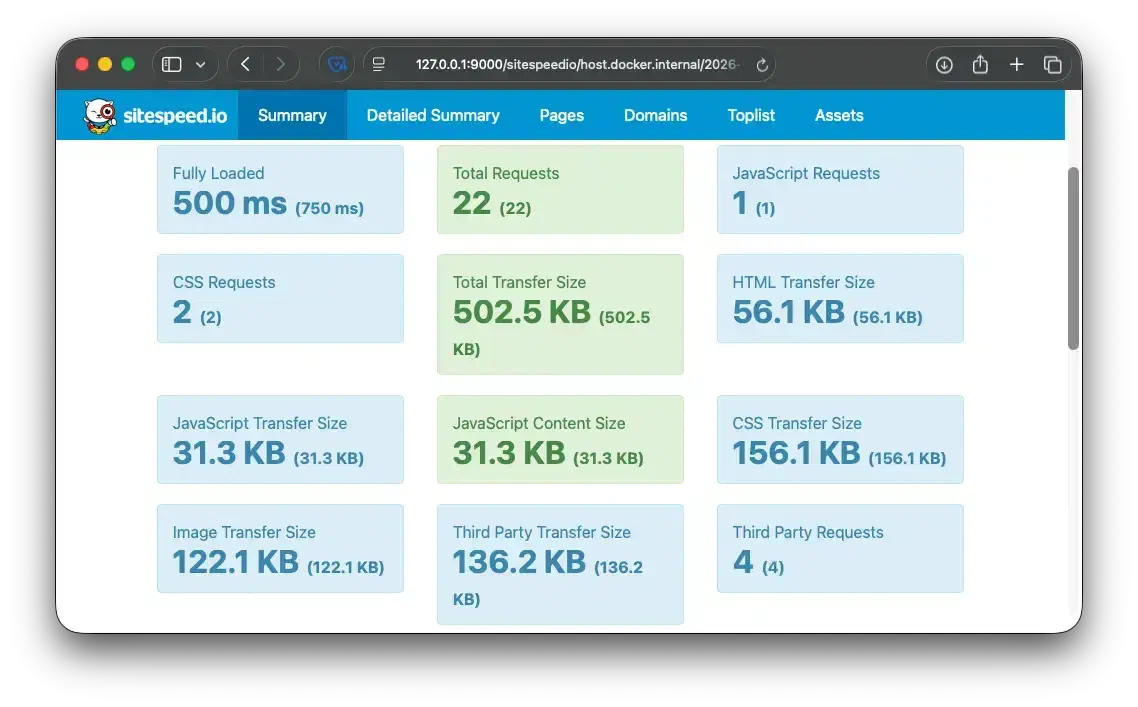 127.0.0.1:9000/sitespeedio/host.docker.internal/2026-
sitespeed.io
Summary
Detailed Summary
Pages
Domains
Toplist
Assets
Fully Loaded
500 ms (750 ms)
Total Requests
22 (22)
JavaScript Requests
1 (1)
CSS Requests
2 (2)
Total Transfer Size
502.5 KB (502.5
KB)
HTML Transfer Size
56.1 KB (56.1 KB)
JavaScript Transfer Size
31.3 KB (31.3 KB)
JavaScript Content Size
31.3 KB (31.3 KB)
CSS Transfer Size
156.1 KB (156.1 KB)
Image Transfer Size
122.1 KB (122.1 KB)
Third Party Transfer Size
136.2 KB (136.2
KB)
Third Party Requests
4 (4)